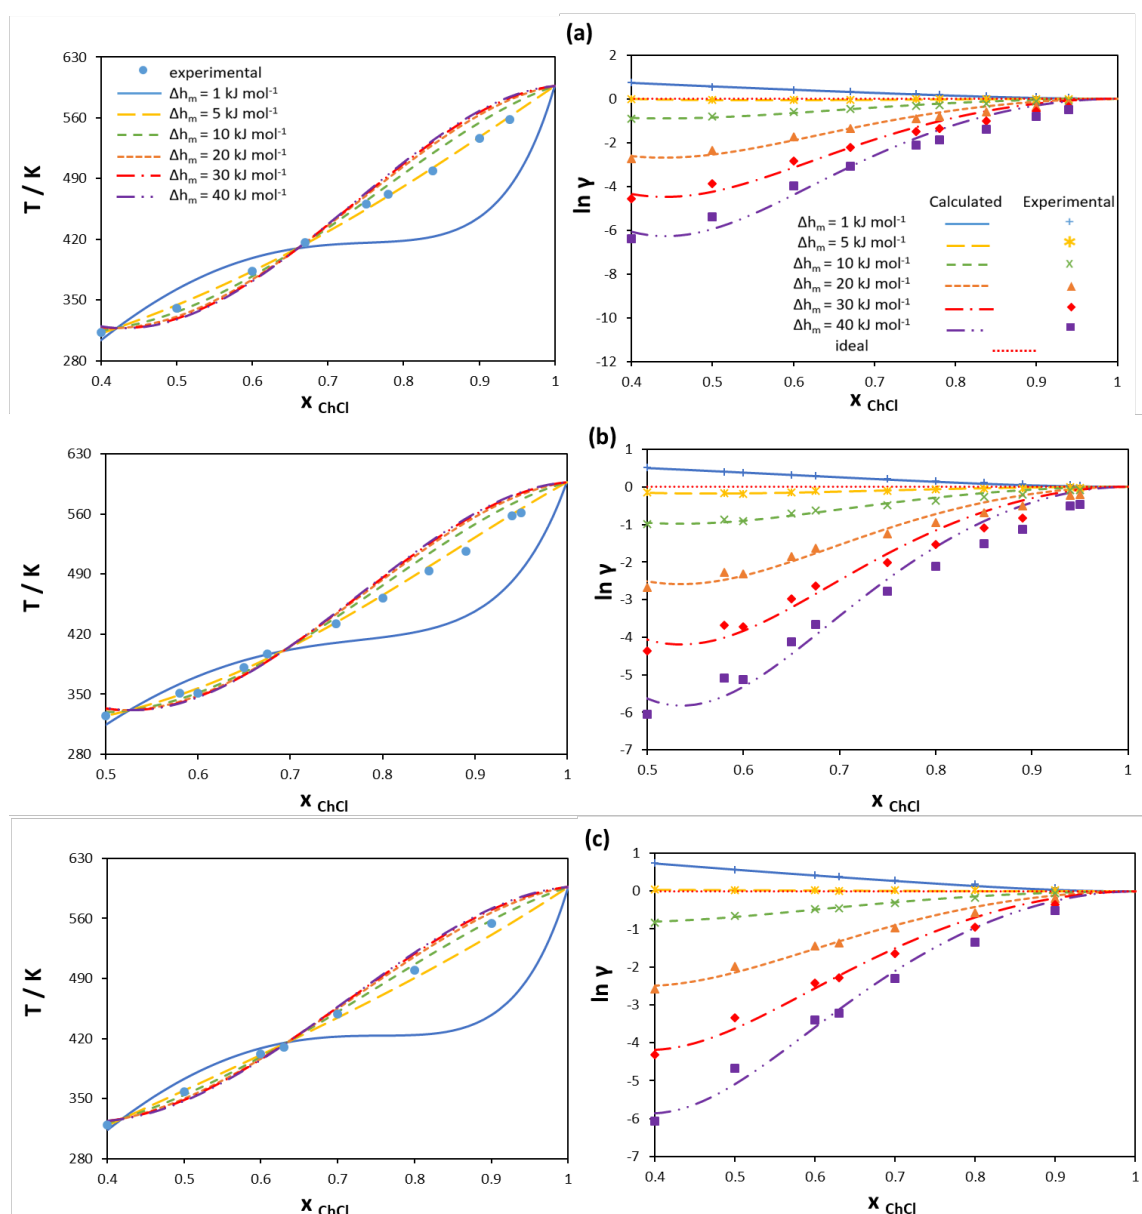 (a)
630
560
490
420
350
280
T / K
experimental
Δhm = 1 kJ mol-1
Δhm = 5 kJ mol-1
Δhm = 10 kJ mol-1
Δhm = 20 kJ mol-1
Δhm = 30 kJ mol-1
Δhm = 40 kJ mol-1
0.4 0.5 0.6 0.7 0.8 0.9 1
x ChCl
2
0
-2
-4
-6
-8
-10
-12
ln γ
Calculated Experimental
Δhm = 1 kJ mol-1
Δhm = 5 kJ mol-1
Δhm = 10 kJ mol-1
Δhm = 20 kJ mol-1
Δhm = 30 kJ mol-1
Δhm = 40 kJ mol-1
ideal
0.4 0.5 0.6 0.7 0.8 0.9 1
x ChCl
(b)
630
560
490
420
350
280
T / K
0.5 0.6 0.7 0.8 0.9 1
x ChCl
1
0
-1
-2
-3
-4
-5
-6
-7
ln γ
0.5 0.6 0.7 0.8 0.9 1
x ChCl
(c)
630
560
490
420
350
280
T / K
0.4 0.5 0.6 0.7 0.8 0.9 1
x ChCl
1
0
-1
-2
-3
-4
-5
-6
-7
ln γ
0.4 0.5 0.6 0.7 0.8 0.9 1
x ChCl